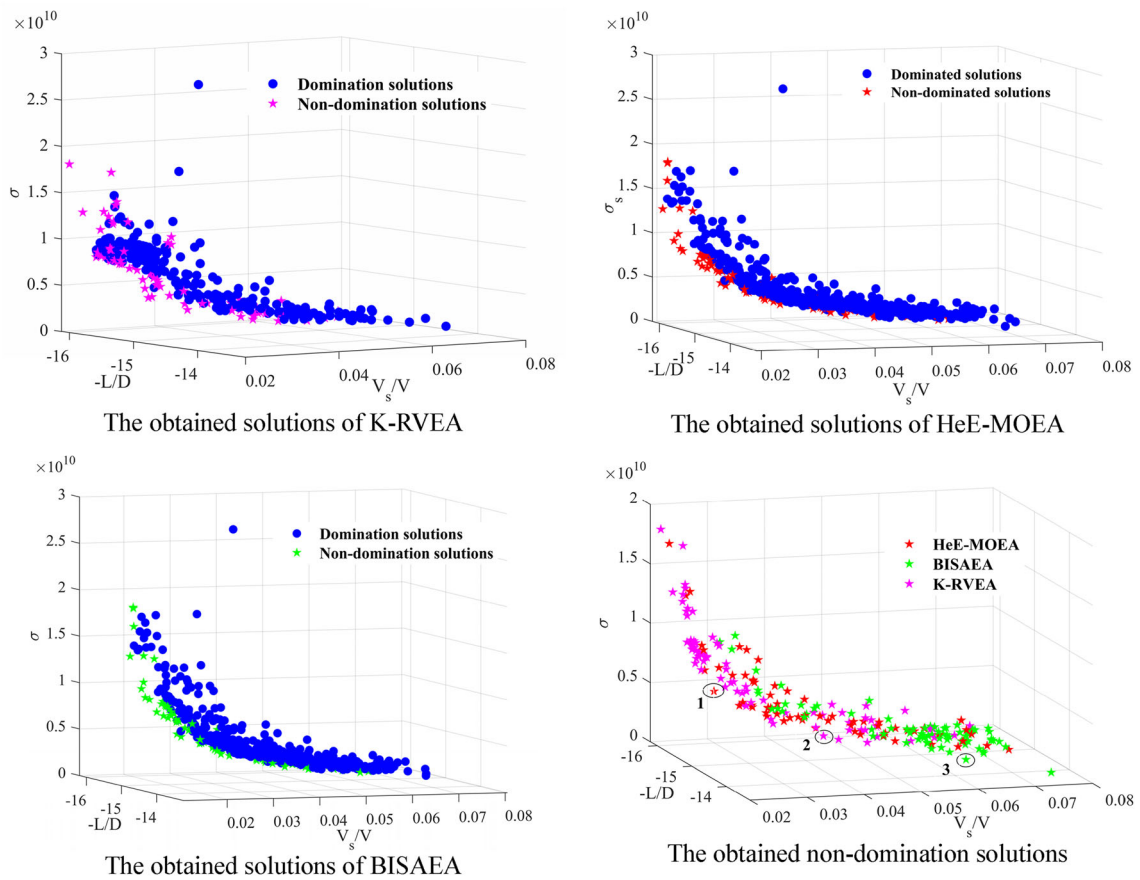 ×10^10
3
2.5
2
1.5
1
0.5
0
σ
-16
-15
-14
-L/D
0.02
0.04
0.06
0.08
V_s/V
Domination solutions
Non-domination solutions
The obtained solutions of K-RVEA
×10^10
3
2.5
2
1.5
1
0.5
0
σ_s
-16
-15
-14
-L/D
0.02
0.03
0.04
0.05
0.06
0.07
0.08
V_s/V
Dominated solutions
Non-dominated solutions
The obtained solutions of HeE-MOEA
×10^10
3
2.5
2
1.5
1
0.5
0
σ
-16
-15
-14
-L/D
0.02
0.03
0.04
0.05
0.06
0.07
0.08
V_s/V
Domination solutions
Non-domination solutions
The obtained solutions of BISAEA
×10^10
2
1.5
1
0.5
0
σ
-16
-15
-14
-L/D
0.02
0.03
0.04
0.05
0.06
0.07
0.08
V_s/V
HeE-MOEA
BISAEA
K-RVEA
1
2
3
The obtained non-domination solutions